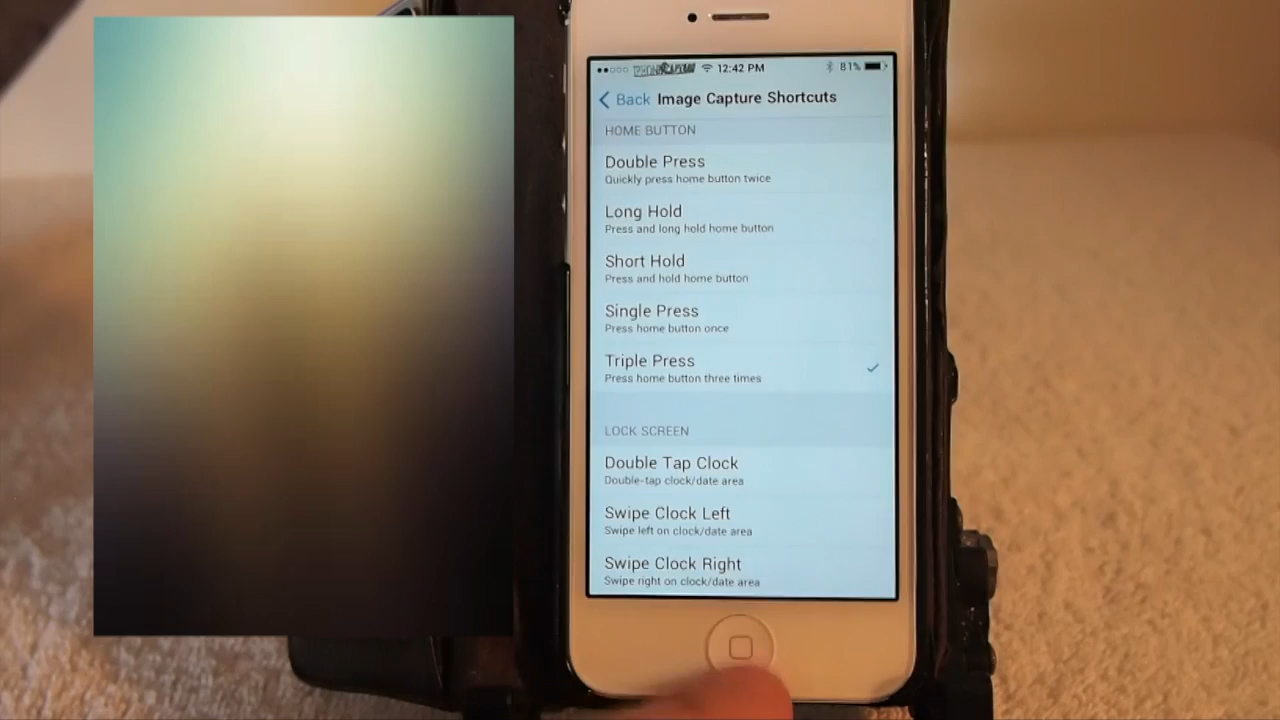 12:42 PM 81%
Back Image Capture Shortcuts
HOME BUTTON
Double Press
Quickly press home button twice
Long Hold
Press and long hold home button
Short Hold
Press and hold home button
Single Press
Press home button once
Triple Press
Press home button three times
LOCK SCREEN
Double Tap Clock
Double-tap clock/date area
Swipe Clock Left
Swipe left on clock/date area
Swipe Clock Right
Swipe right on clock/date area